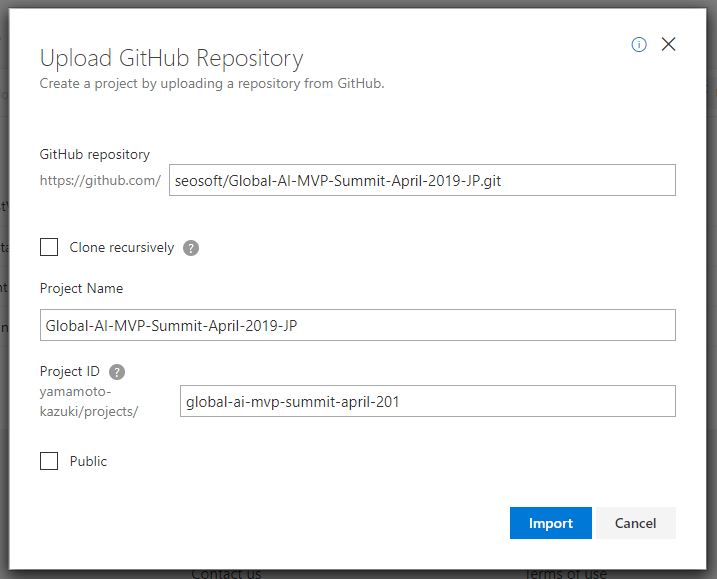 Upload GitHub Repository
Create a project by uploading a repository from GitHub.
GitHub repository
https://github.com/ seosoft/Global-AI-MVP-Summit-April-2019-JP.git
Clone recursively ?
Project Name
Global-AI-MVP-Summit-April-2019-JP
Project ID ?
yamamoto-
kazuki/projects/ global-ai-mvp-summit-april-201
Public
Import Cancel
Contact us Terms of use